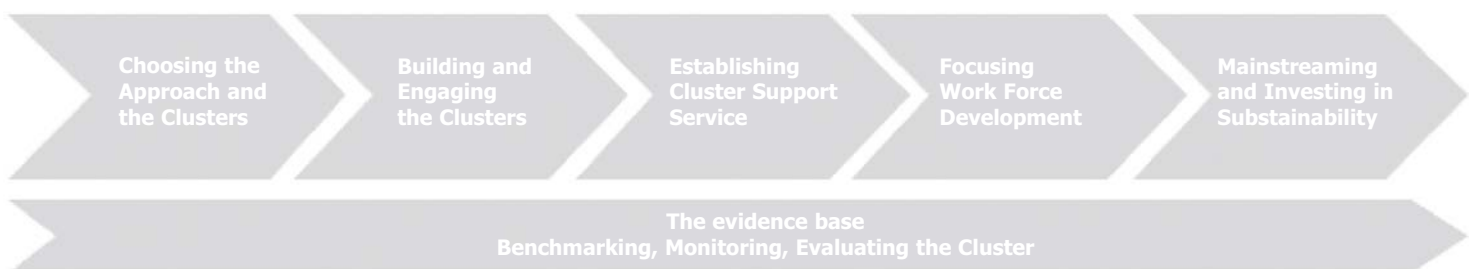 Choosing the
Approach and
the Clusters
Building and
Engaging
the Clusters
Establishing
Cluster Support
Service
Focusing
Work Force
Development
Mainstreaming
and Investing in
Substainability
The evidence base
Benchmarking, Monitoring, Evaluating the Cluster